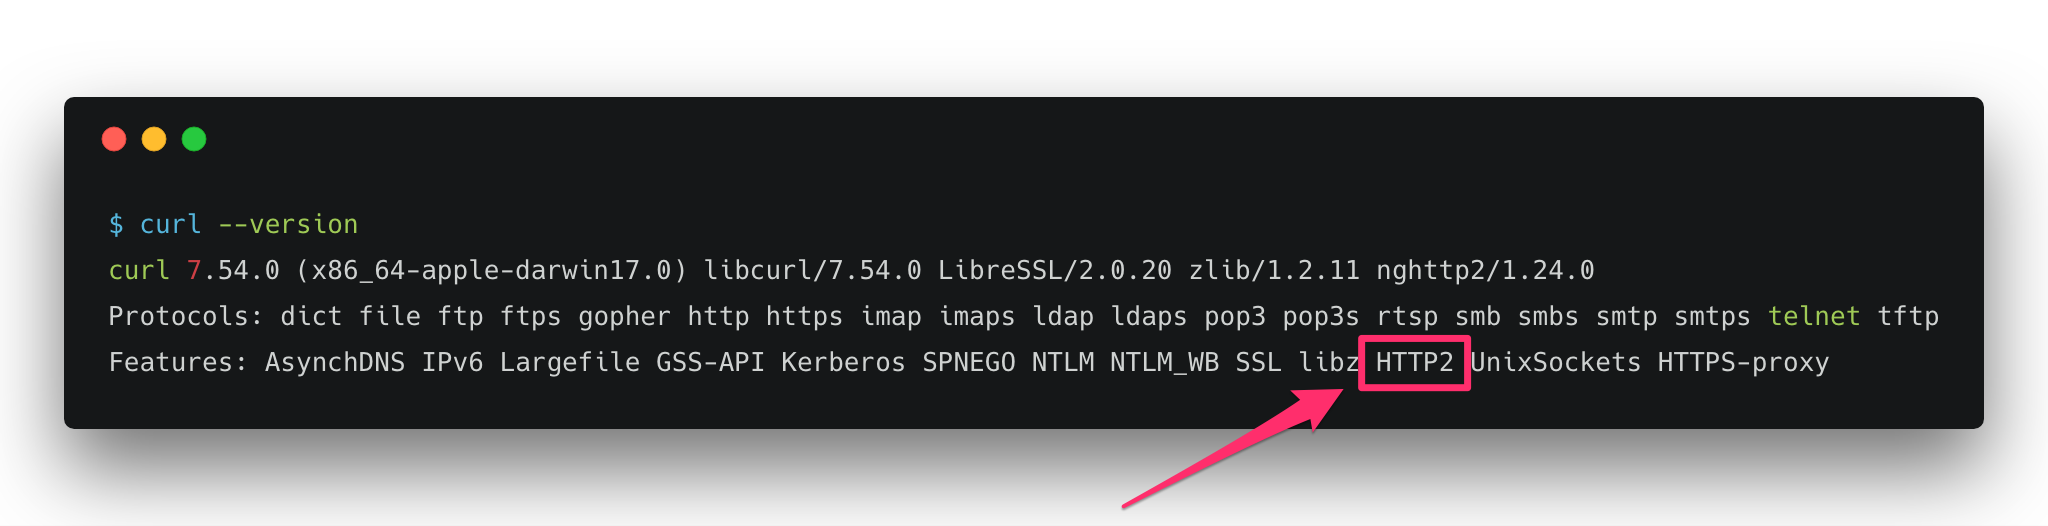 $ curl --version
curl 7.54.0 (x86_64-apple-darwin17.0) libcurl/7.54.0 LibreSSL/2.0.20 zlib/1.2.11 nghttp2/1.24.0
Protocols: dict file ftp ftps gopher http https imap imaps ldap ldaps pop3 pop3s rtsp smb smbs smtp smtps telnet tftp
Features: AsynchDNS IPv6 Largefile GSS-API Kerberos SPNEGO NTLM NTLM_WB SSL libz HTTP2 UnixSockets HTTPS-proxy